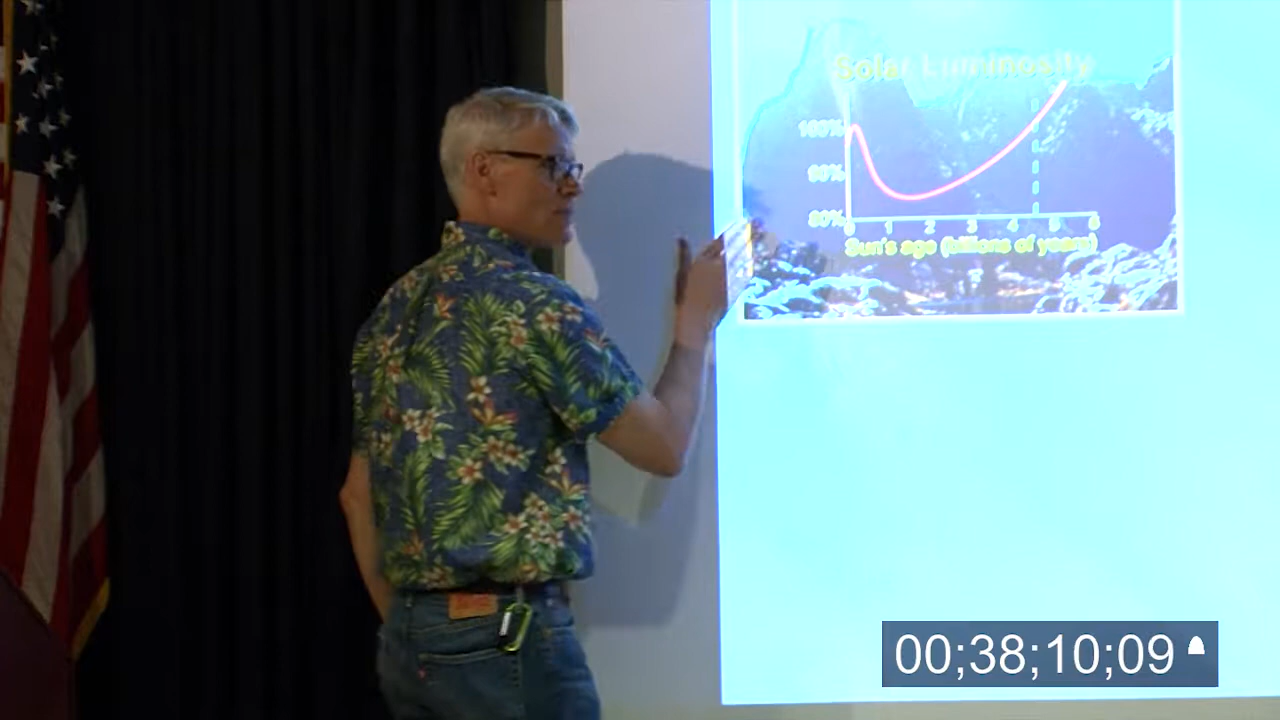 Solar Luminosity
100%
90%
80%
0 1 2 3 4 5 6
Sun's age (billions of years)
00;38;10;09